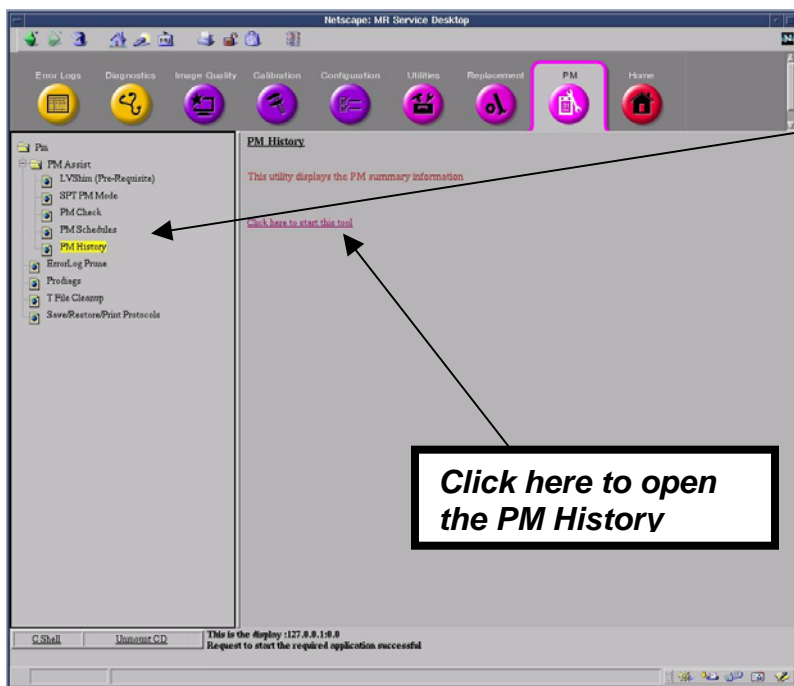 Netscape: MR Service Desktop
Error Logs Diagnostics Image Quality Calibration Configuration Utilities Replacement PM Home
Pm
PM Assist
LVShim (Pre-Requisite)
SPT PM Mode
PM Check
PM Schedules
PM History
ErrorLog Prune
Prodiags
T File Cleanup
Save/Restore/Print Protocols
PM History
This utility displays the PM summary information
Click here to start this tool
Click here to open
the PM History
C Shell
Unmount CD
This is the display :127.0.0.1:0.0
Request to start the required application successful